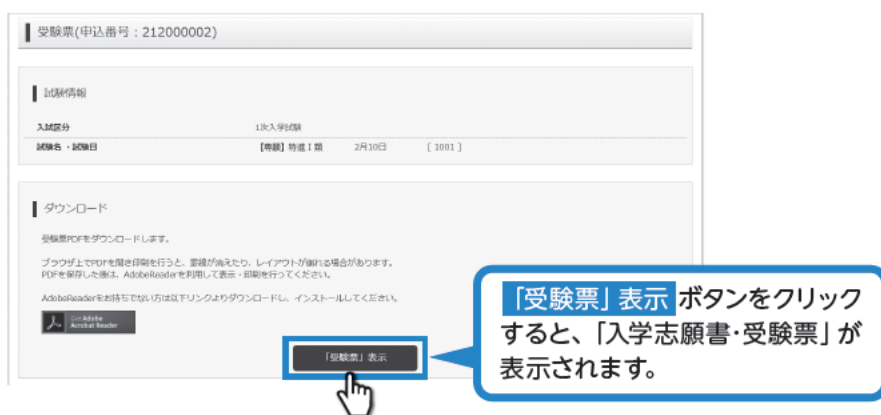 受験票(申込番号：212000002)
試験情報
入試区分 1次入学試験
試験名・試験日 【専願】特進Ⅰ類 2月10日 [ 1001 ]
ダウンロード
受験票PDFをダウンロードします。
ブラウザ上でPDFを開き印刷を行うと、罫線が消えたり、レイアウトが崩れる場合があります。
PDFを保存した後は、AdobeReaderを利用して表示・印刷を行ってください。
AdobeReaderをお持ちでない方は以下リンクよりダウンロードし、インストールしてください。
Get Adobe
Acrobat Reader
「受験票」表示
「受験票」表示 ボタンをクリック
すると、「入学志願書・受験票」が
表示されます。